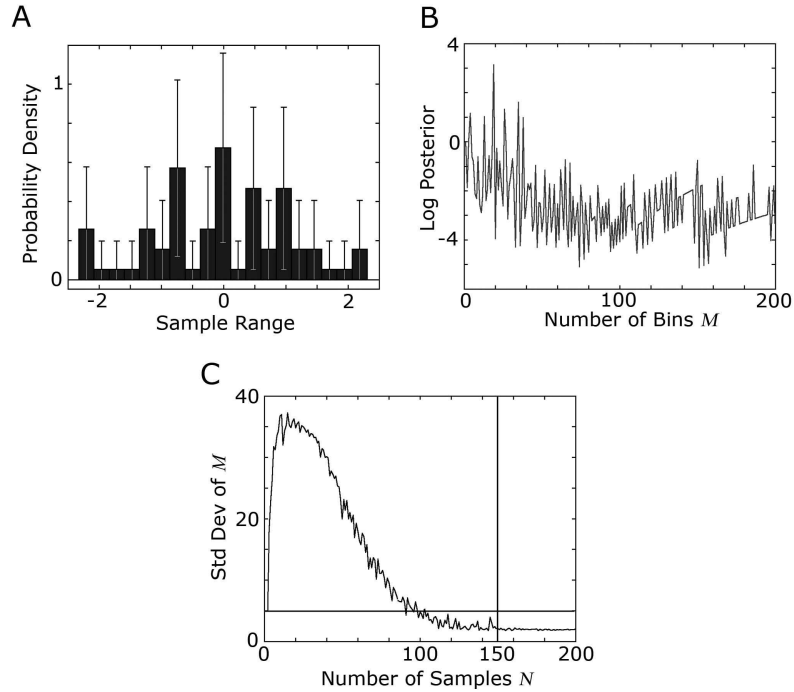 A
Probability Density
1
0
-2
0
2
Sample Range
B
Log Posterior
4
0
-4
0
100
200
Number of Bins M
C
Std Dev of M
40
20
0
0
100
150
200
Number of Samples N